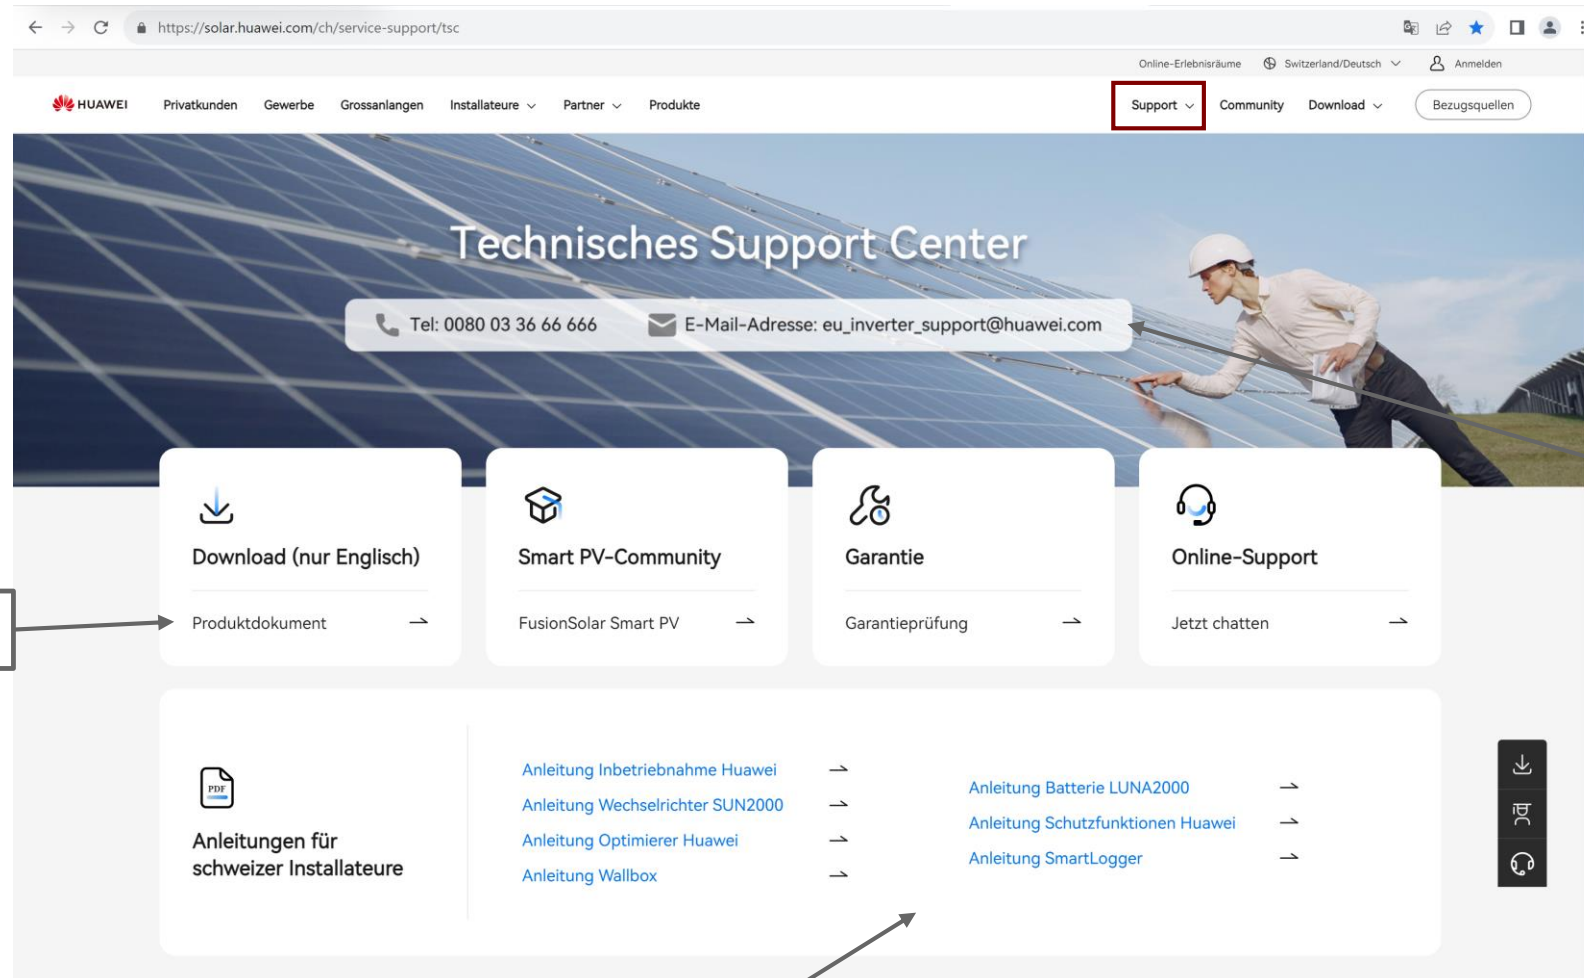 https://solar.huawei.com/ch/service-support/tsc
Online-Erlebnisräume Switzerland/Deutsch Anmelden
HUAWEI Privatkunden Gewerbe Grossanlangen Installateure Partner Produkte Support Community Download Bezugsquellen
Technisches Support Center
Tel: 0080 03 36 66 666 E-Mail-Adresse: eu_inverter_support@huawei.com
Download (nur Englisch)
Produktdokument
Smart PV-Community
FusionSolar Smart PV
Garantie
Garantieprüfung
Online-Support
Jetzt chatten
PDF
Anleitungen für
schweizer Installateure
Anleitung Inbetriebnahme Huawei
Anleitung Wechselrichter SUN2000
Anleitung Optimierer Huawei
Anleitung Wallbox
Anleitung Batterie LUNA2000
Anleitung Schutzfunktionen Huawei
Anleitung SmartLogger